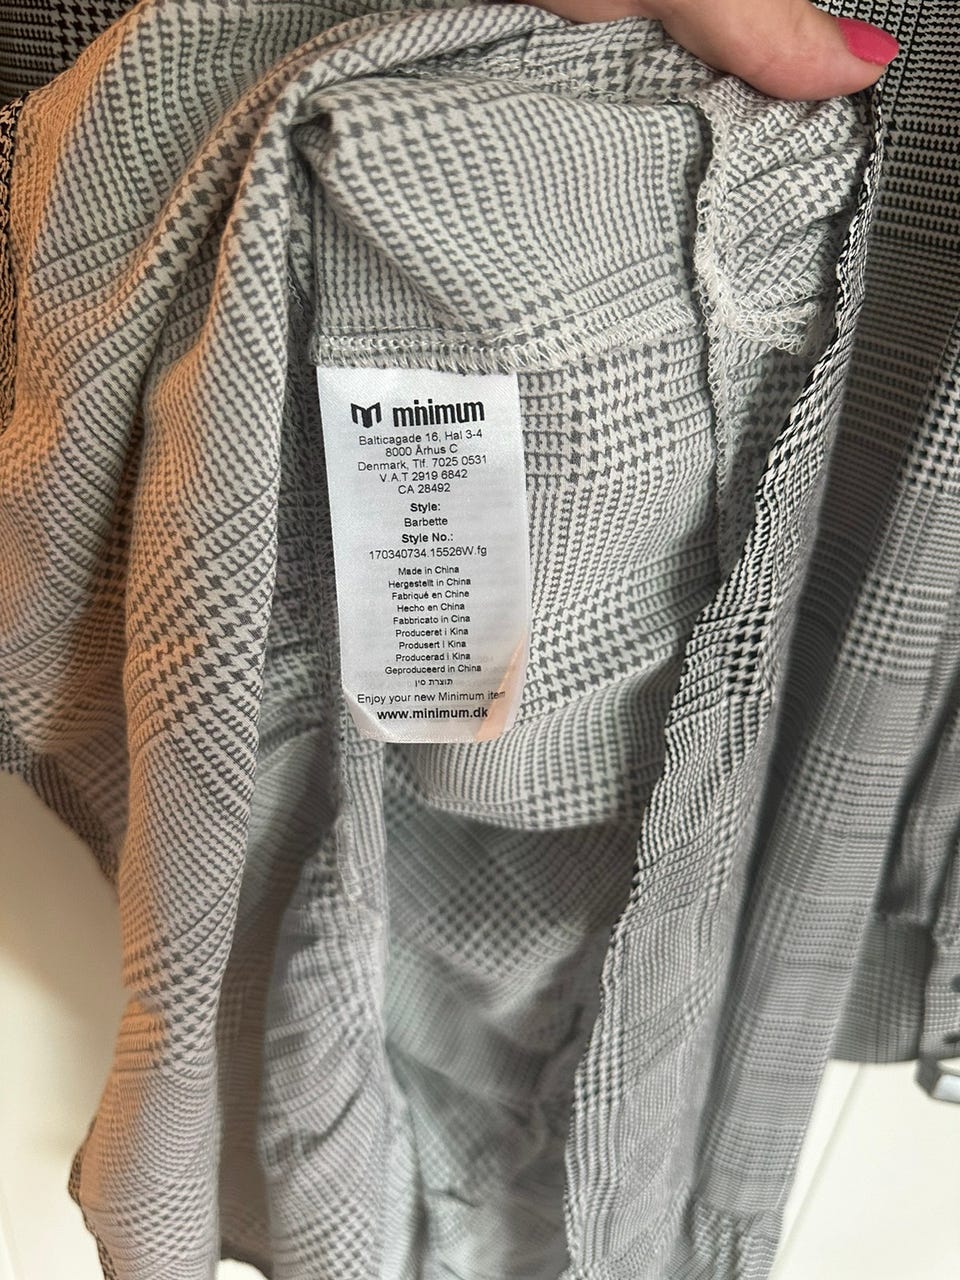 minimum
Balticagade 16, Hal 3-4
8000 Århus C
Denmark, Tlf. 7025 0531
V.A.T 2919 6842
CA 28492
Style:
Barbette
Style No.:
170340734.15526W.fg
Made in China
Hergestellt in China
Fabriqué en Chine
Hecho en China
Fabbricato in Cina
Produceret i Kina
Produsert i Kina
Producerad i Kina
Geproduceerd in China
תוצרת סין
Enjoy your new Minimum item
www.minimum.dk